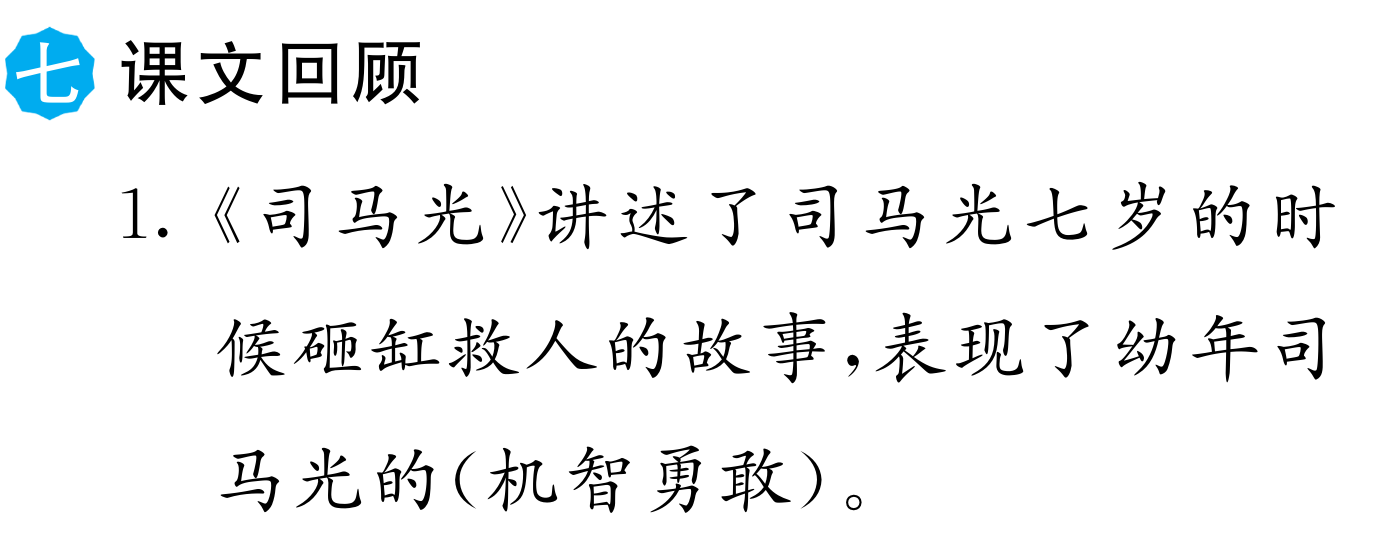 七 课文回顾
1.《司马光》讲述了司马光七岁的时
候砸缸救人的故事,表现了幼年司
马光的(机智勇敢)。